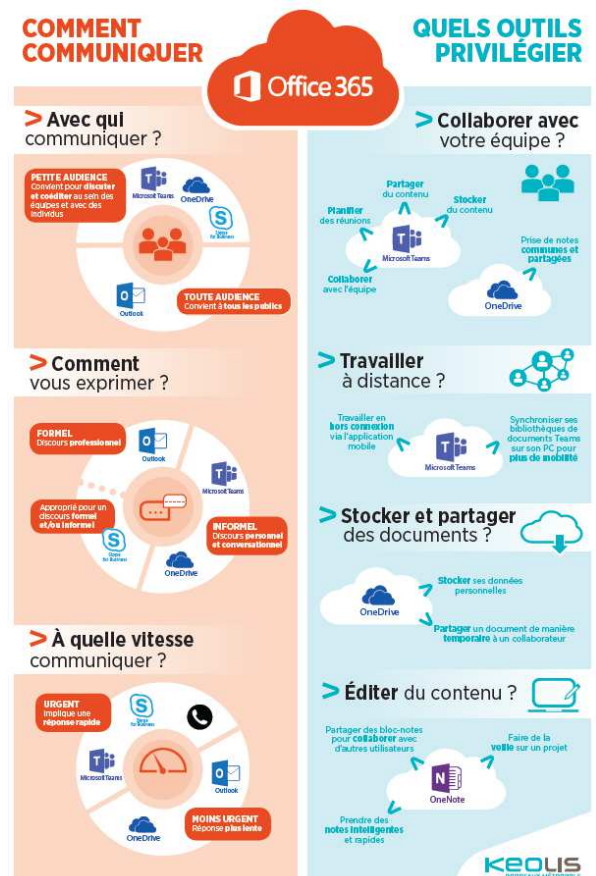 COMMENT
COMMUNIQUER
Office 365
QUELS OUTILS
PRIVILÉGIER
> Avec qui
communiquer ?
PETITE AUDIENCE
Convient pour discuter
et coéditer au sein des
équipes et avec des
individus
Microsoft Teams
OneDrive
Skype
for Business
Outlook
TOUTE AUDIENCE
Convient à tous les publics
> Comment
vous exprimer ?
FORMEL
Discours professionnel
Outlook
Microsoft Teams
Approprié pour un
discours formel
et/ou informel
Skype
for Business
INFORMEL
Discours personnel
et conversationnel
OneDrive
> À quelle vitesse
communiquer ?
URGENT
Implique une
réponse rapide
Skype
for Business
Microsoft Teams
Outlook
OneDrive
MOINS URGENT
Réponse plus lente
> Collaborer avec
votre équipe ?
Partager
du contenu
Stocker
du contenu
Planifier
des réunions
Microsoft Teams
Collaborer
avec l'équipe
Prise de notes
communes et
partagées
OneDrive
> Travailler
à distance ?
Travailler en
hors connexion
via l'application
mobile
Microsoft Teams
Synchroniser ses
bibliothèques de
documents Teams
sur son PC pour
plus de mobilité
> Stocker et partager
des documents ?
OneDrive
Stocker ses données
personnelles
Partager un document de manière
temporaire à un collaborateur
> Éditer du contenu ?
Partager des bloc-notes
pour collaborer avec
d'autres utilisateurs
Faire de la
veille sur un projet
OneNote
Prendre des
notes intelligentes
et rapides
KEOLIS
BORDEAUX MÉTROPOLE